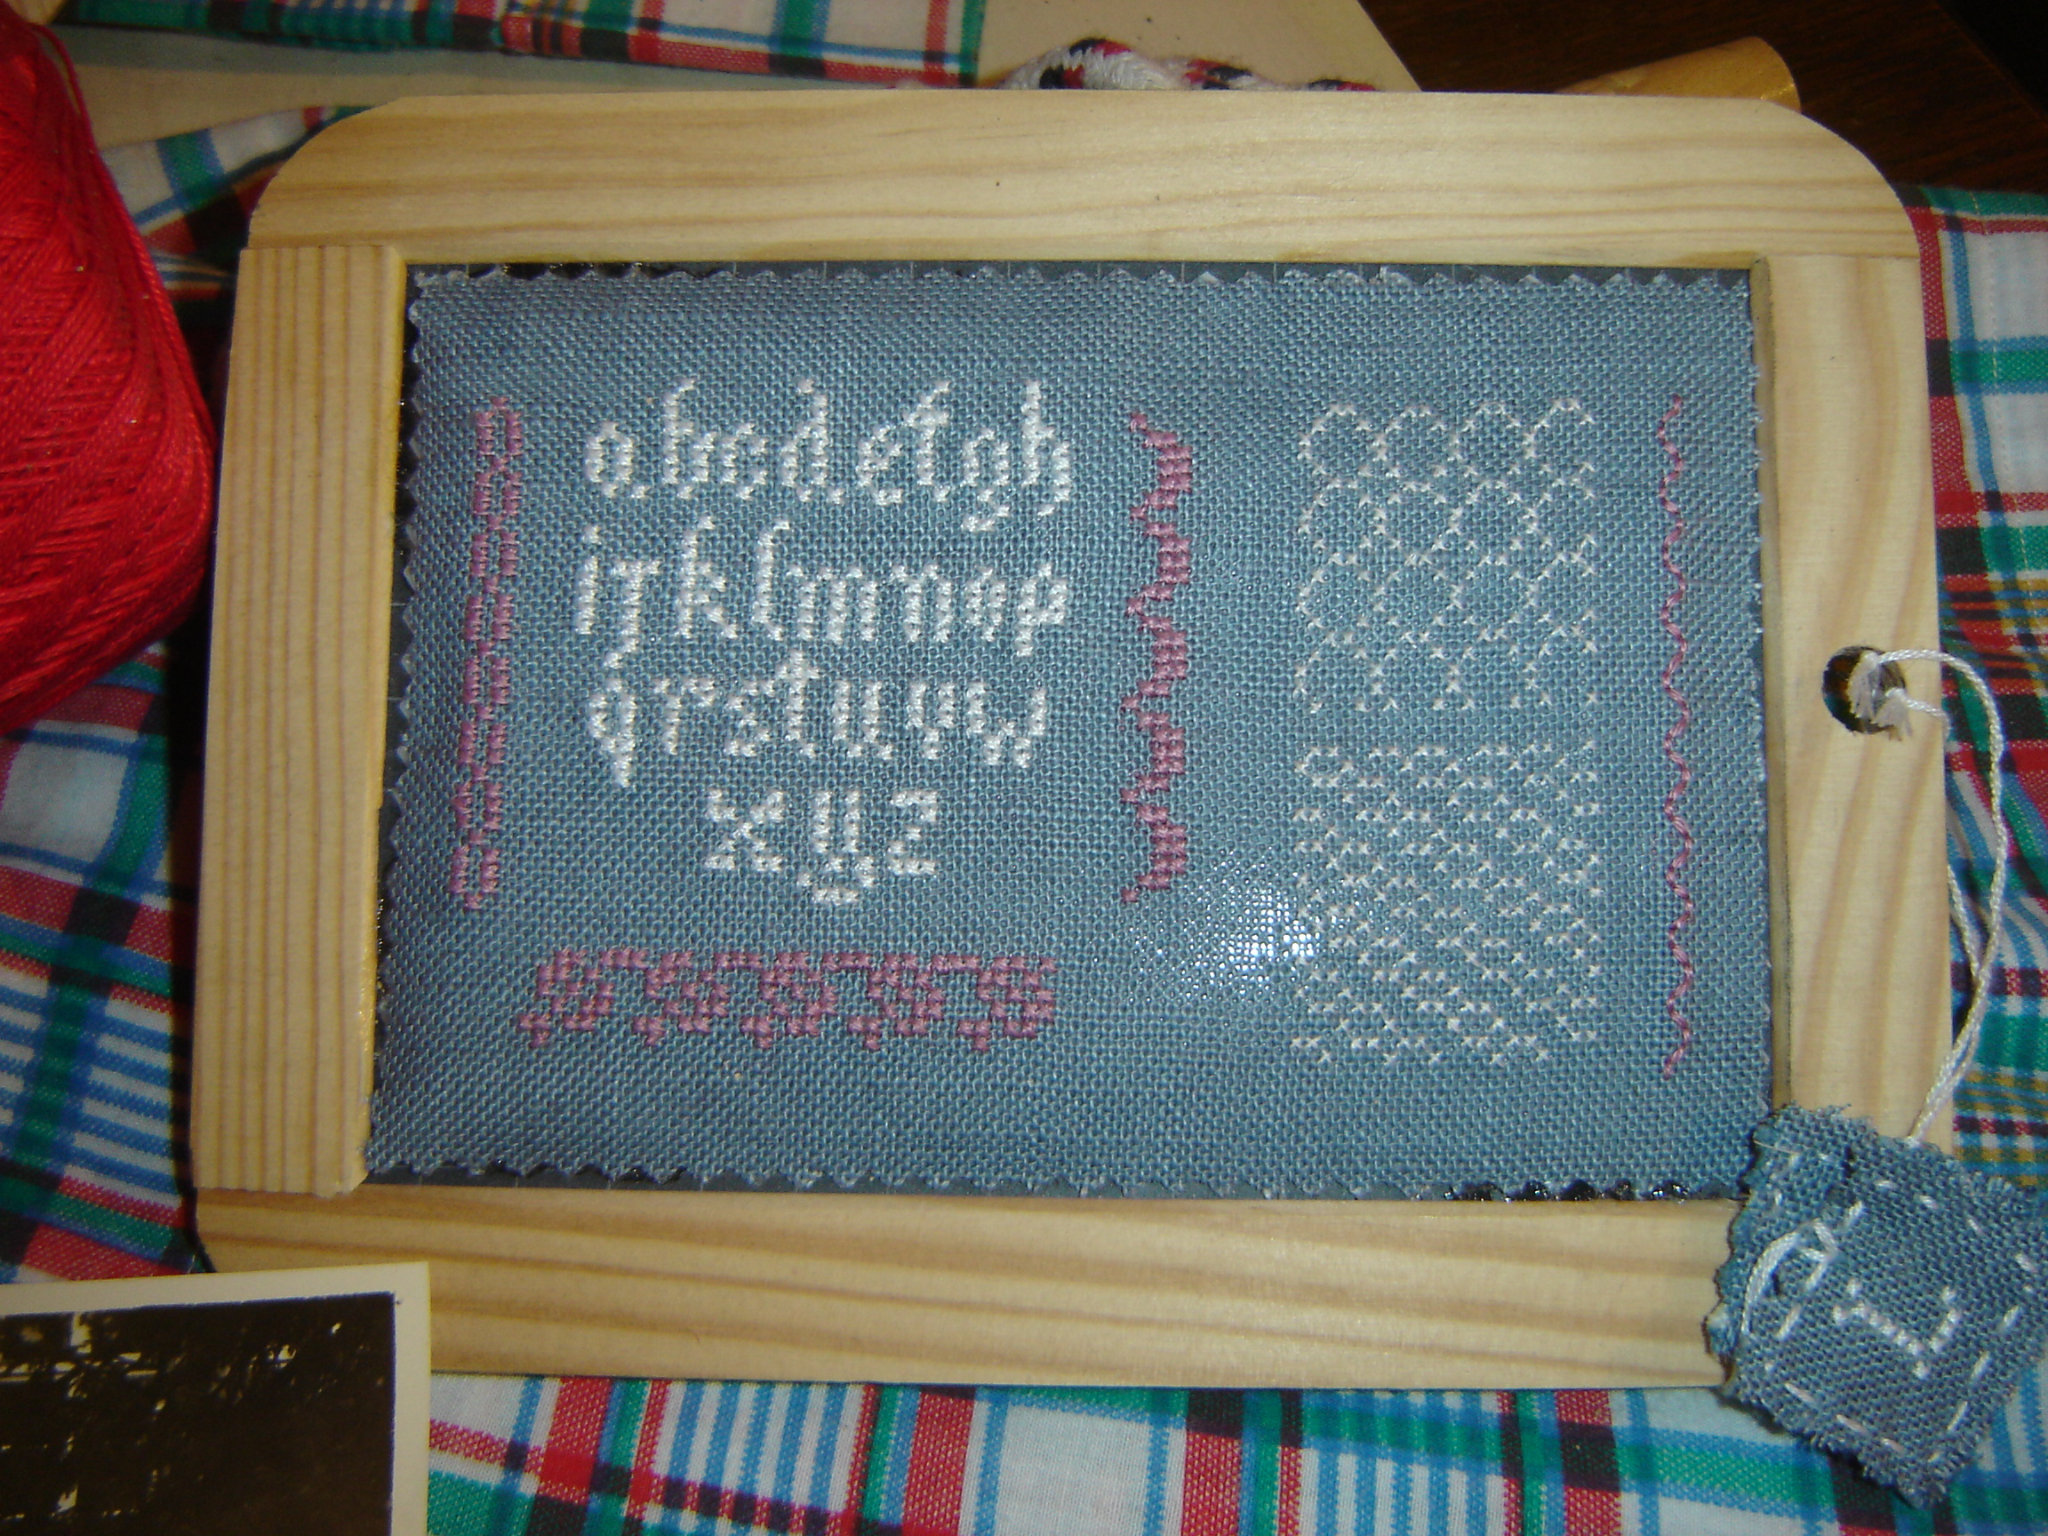 abcdefgh
ijklmnop
qrstuvw
xyz